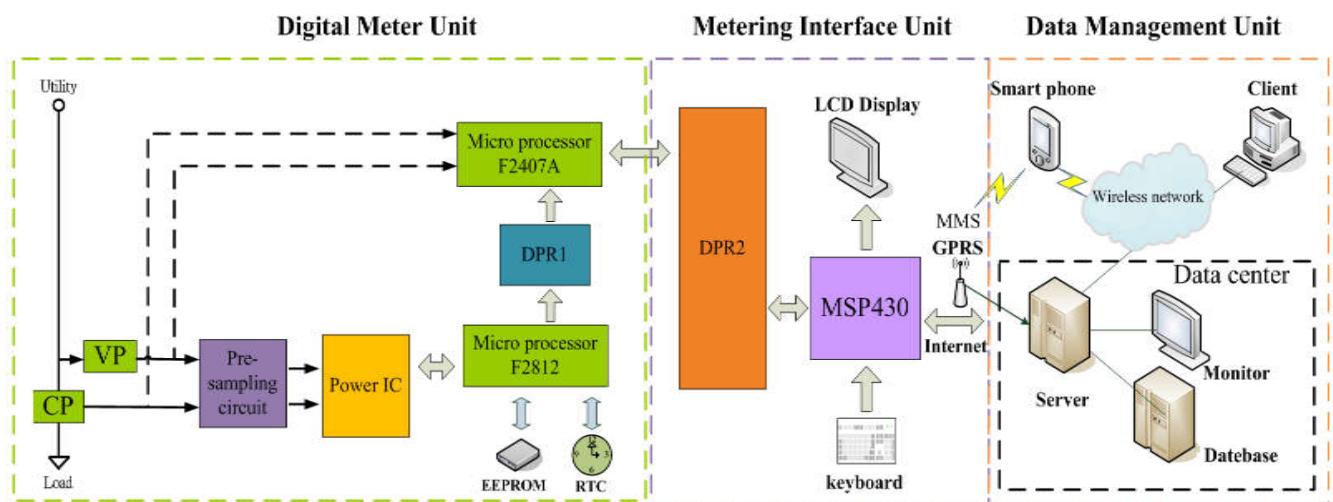 Digital Meter Unit
Metering Interface Unit
Data Management Unit
Utility
Micro processor
F2407A
DPR1
Micro processor
F2812
VP
CP
Pre-
sampling
circuit
Power IC
Load
EEPROM
RTC
LCD Display
DPR2
MSP430
keyboard
MMS
GPRS
Internet
Smart phone
Client
Wireless network
Data center
Server
Monitor
Datebase